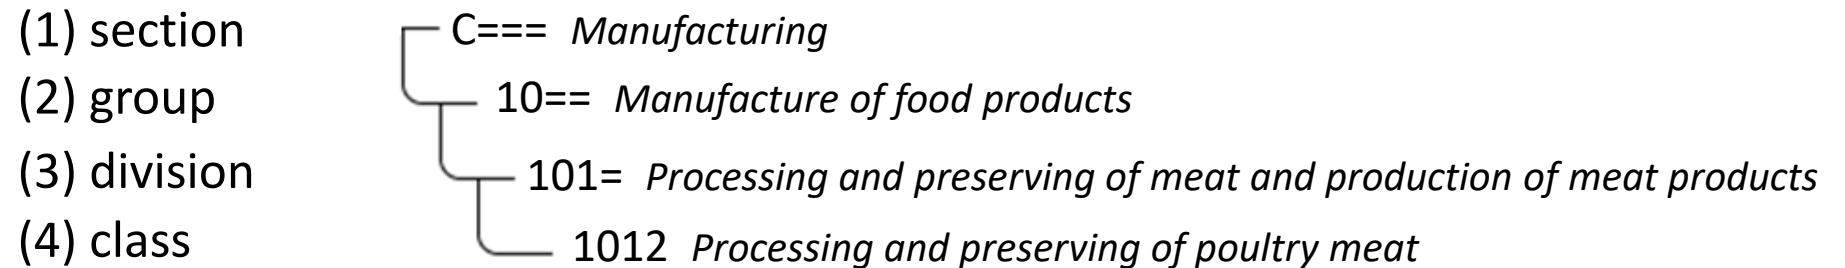 (1) section C=== Manufacturing
(2) group 10== Manufacture of food products
(3) division 101= Processing and preserving of meat and production of meat products
(4) class 1012 Processing and preserving of poultry meat